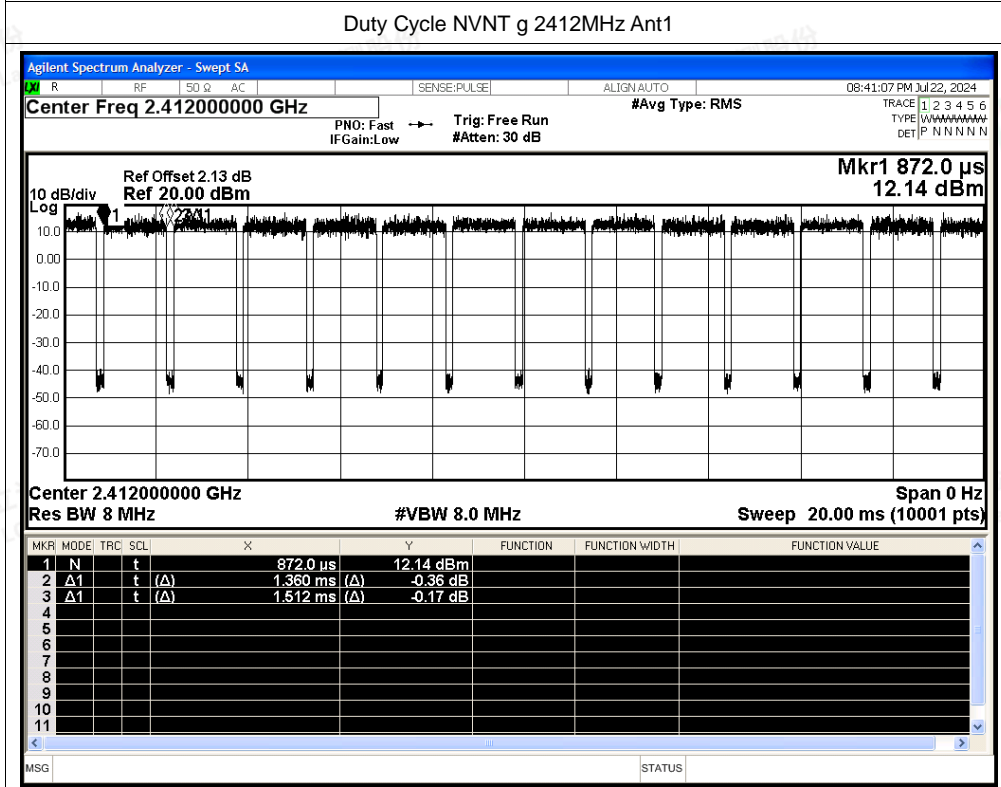 Duty Cycle NVNT g 2412MHz Ant1
Agilent Spectrum Analyzer - Swept SA
LXI R RF 50 Ω AC SENSE:PULSE ALIGN AUTO 08:41:07 PM Jul 22, 2024
Center Freq 2.412000000 GHz #Avg Type: RMS TRACE 1 2 3 4 5 6
PNO: Fast Trig: Free Run TYPE W
IFGain:Low #Atten: 30 dB DET P N N N N N
Mkr1 872.0 µs
Ref Offset 2.13 dB
10 dB/div Ref 20.00 dBm 12.14 dBm
Log
1
10.0
0.00
-10.0
-20.0
-30.0
-40.0
-50.0
-60.0
-70.0
Center 2.412000000 GHz Span 0 Hz
Res BW 8 MHz #VBW 8.0 MHz Sweep 20.00 ms (10001 pts)
MKR MODE TRC SCL X Y FUNCTION FUNCTION WIDTH FUNCTION VALUE
1 N t 872.0 µs 12.14 dBm
2 Δ1 t (Δ) 1.360 ms (Δ) -0.36 dB
3 Δ1 t (Δ) 1.512 ms (Δ) -0.17 dB
4
5
6
7
8
9
10
11
MSG STATUS